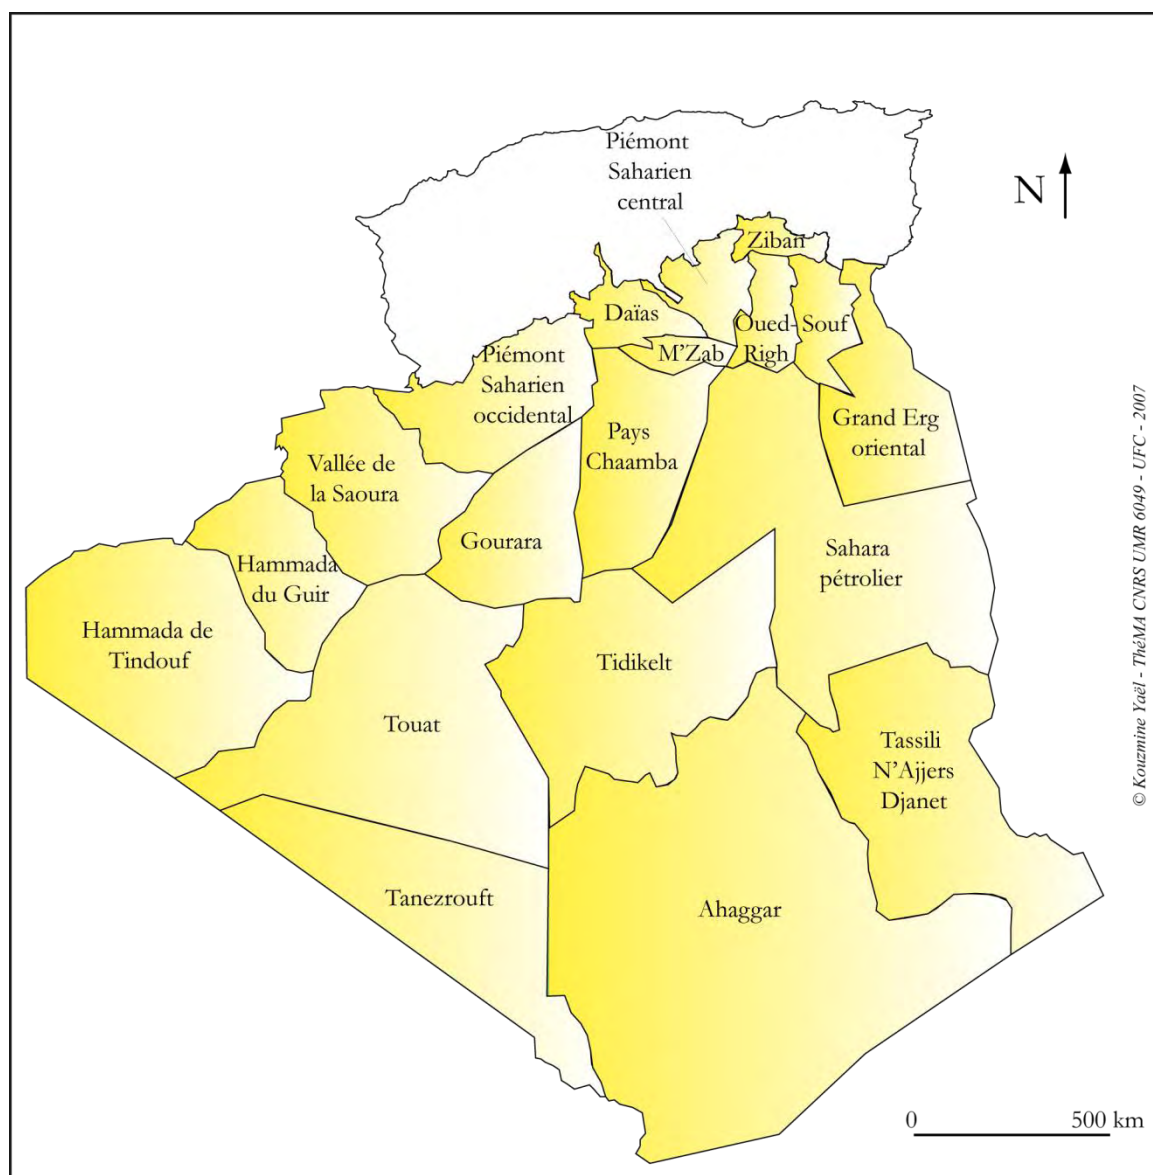 Piémont
Saharien
central
N
Ziban
Daïas
Oued-
Righ
Souf
M'Zab
Piémont
Saharien
occidental
Pays
Chaamba
Grand Erg
oriental
Vallée de
la Saoura
Gourara
Sahara
pétrolier
Hammada
du Guir
Hammada de
Tindouf
Tidikelt
Touat
Tassili
N'Ajjers
Djanet
Tanezrouft
Ahaggar
0 500 km
© Kouzmine Yaël - ThéMA CNRS UMR 6049 - UFC - 2007